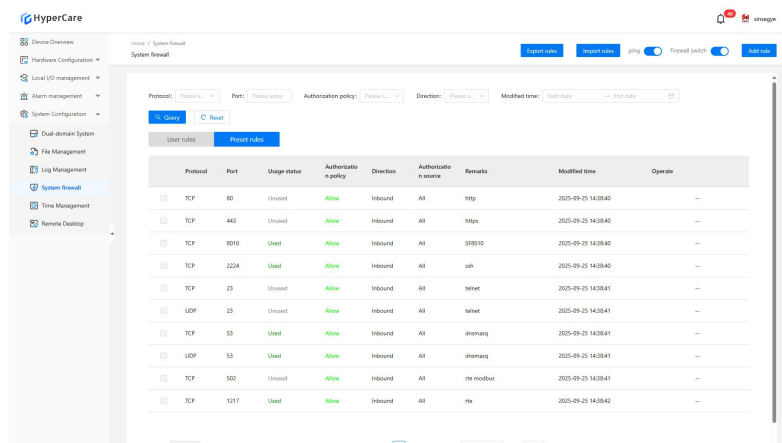 HyperCare
48
sinsegye
Device Overview
Hardware Configuration
Local I/O management
Alarm management
System Configuration
Dual-domain System
File Management
Log Management
System firewall
Time Management
Remote Desktop
Home / System firewall
System firewall
Export rules
Import rules
ping
Firewall switch
Add rule
Protocol: Please s...
Port: Please enter
Authorization policy: Please s...
Direction: Please s...
Modified time: Start date → End date
Query
Reset
User rules
Preset rules
Protocol Port Usage status Authorizatio Direction Authorizatio Remarks Modified time Operate
n policy n source
TCP 80 Unused Allow Inbound All http 2025-09-25 14:38:40 --
TCP 443 Unused Allow Inbound All https 2025-09-25 14:38:40 --
TCP 8010 Used Allow Inbound All SF8010 2025-09-25 14:38:40 --
TCP 2224 Used Allow Inbound All ssh 2025-09-25 14:38:40 --
TCP 23 Unused Allow Inbound All telnet 2025-09-25 14:38:41 --
UDP 23 Unused Allow Inbound All telnet 2025-09-25 14:38:41 --
TCP 53 Used Allow Inbound All dnsmasq 2025-09-25 14:38:41 --
UDP 53 Used Allow Inbound All dnsmasq 2025-09-25 14:38:41 --
TCP 502 Unused Allow Inbound All rte modbus 2025-09-25 14:38:41 --
TCP 1217 Used Allow Inbound All rte 2025-09-25 14:38:42 --